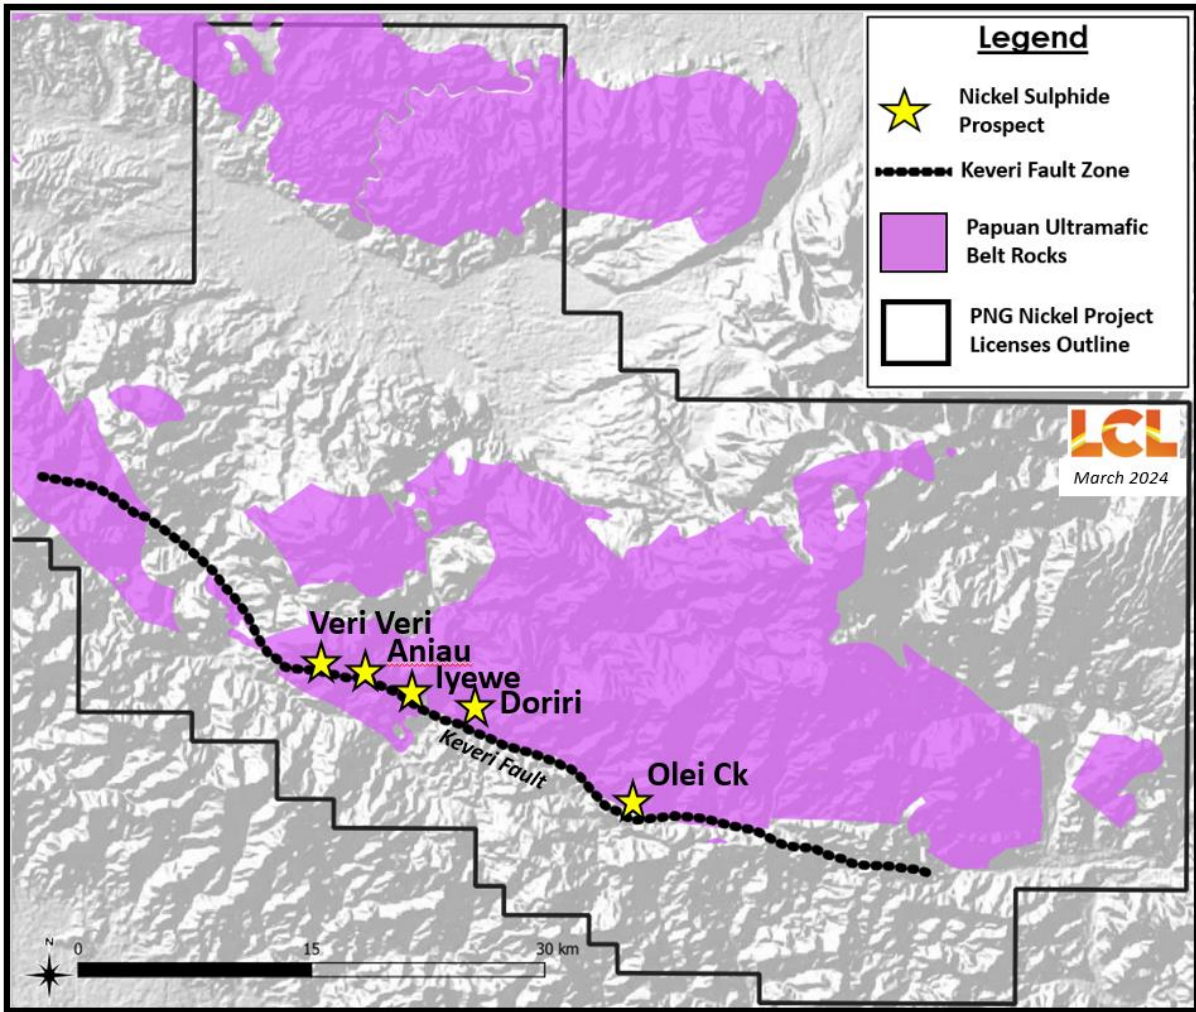 Legend
Nickel Sulphide
Prospect
Keveri Fault Zone
Papuan Ultramafic
Belt Rocks
PNG Nickel Project
Licenses Outline
LCL
March 2024
Veri Veri
Aniau
Iyewe
Doriri
Keveri Fault
Olei Ck
N
0 15 30 km